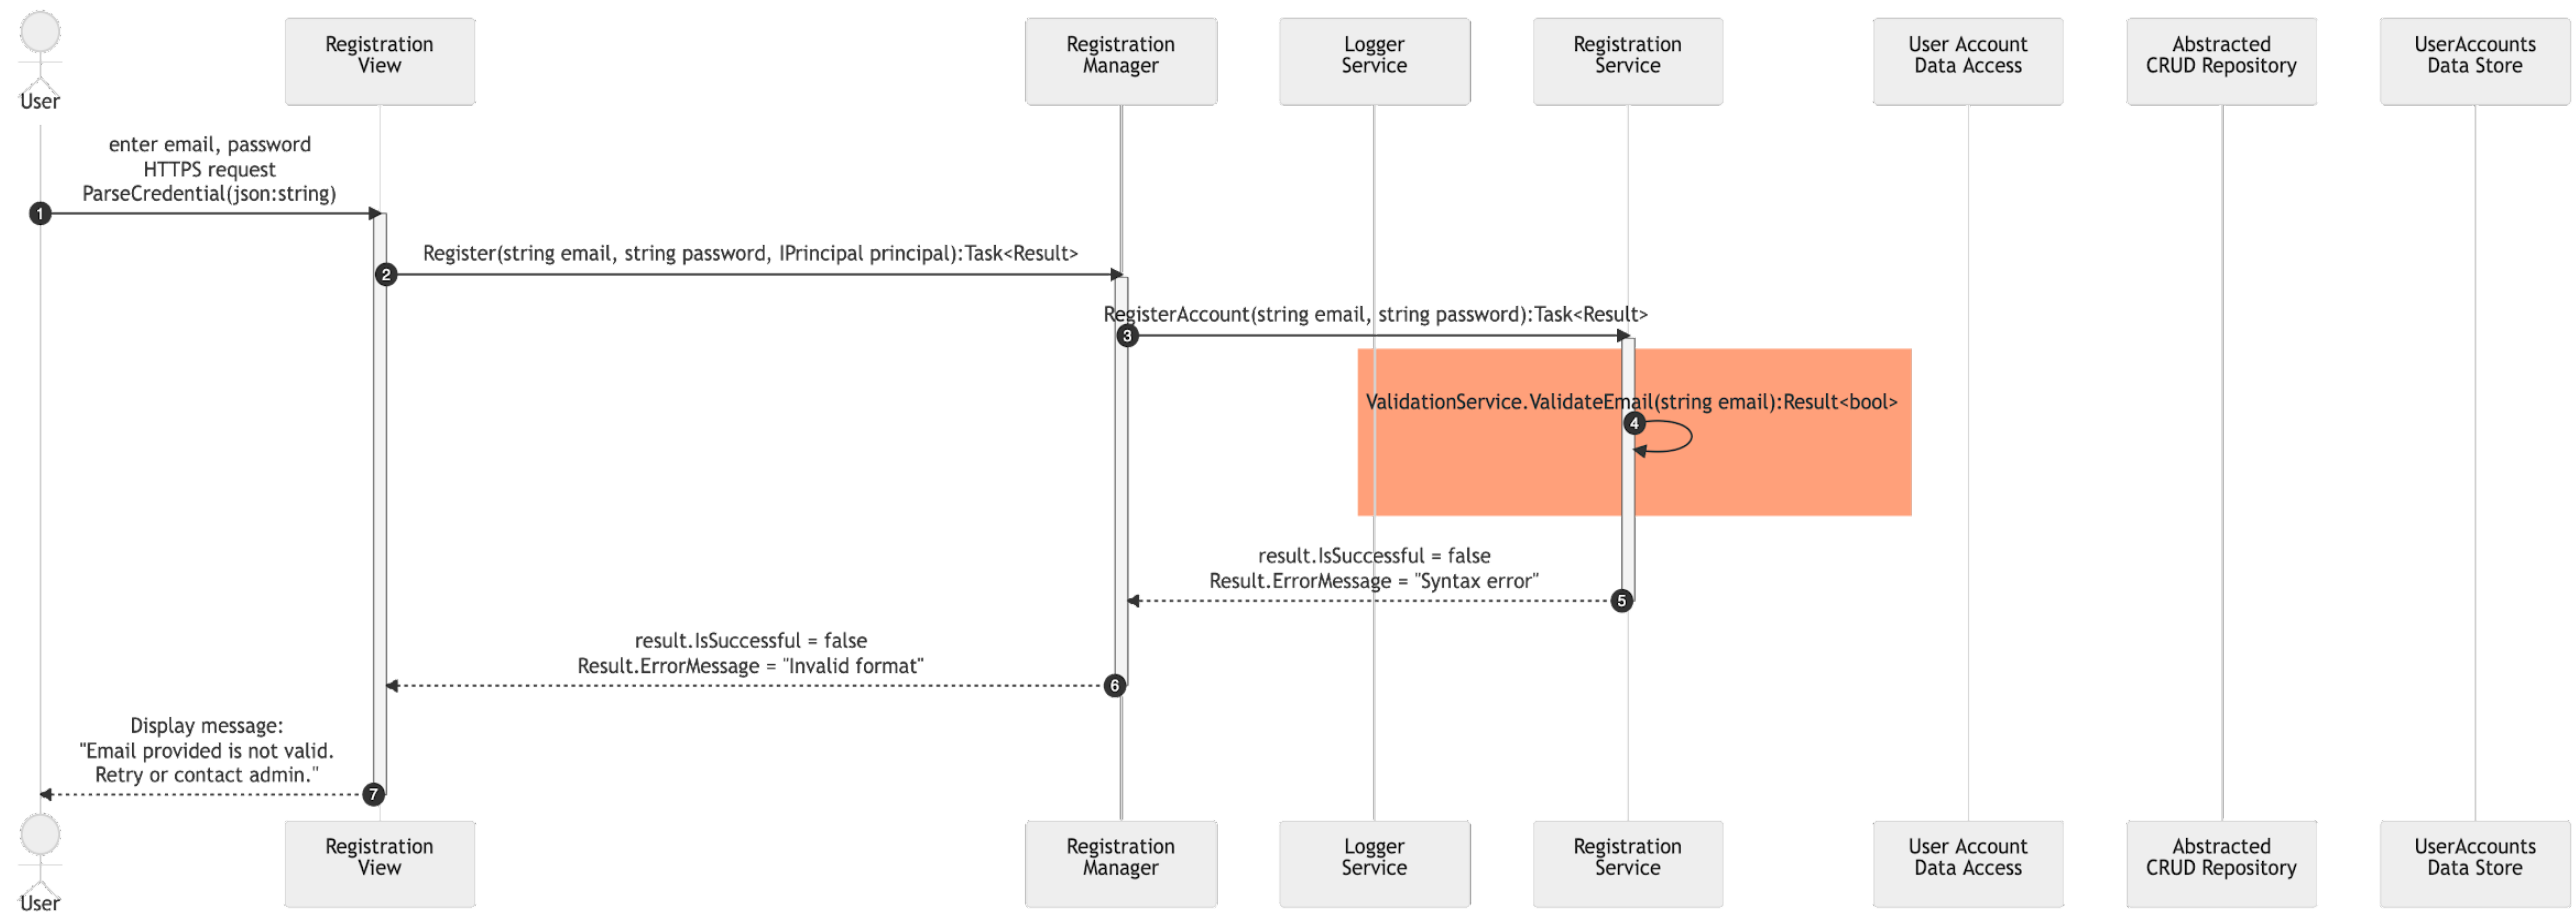 User
Registration
View
Registration
Manager
Logger
Service
Registration
Service
User Account
Data Access
Abstracted
CRUD Repository
UserAccounts
Data Store
enter email, password
HTTPS request
ParseCredential(json:string)
1
Register(string email, string password, IPrincipal principal):Task<Result>
2
RegisterAccount(string email, string password):Task<Result>
3
ValidationService.ValidateEmail(string email):Result<bool>
4
result.IsSuccessful = false
Result.ErrorMessage = "Syntax error"
5
result.IsSuccessful = false
Result.ErrorMessage = "Invalid format"
6
Display message:
"Email provided is not valid.
Retry or contact admin."
7
User
Registration
View
Registration
Manager
Logger
Service
Registration
Service
User Account
Data Access
Abstracted
CRUD Repository
UserAccounts
Data Store